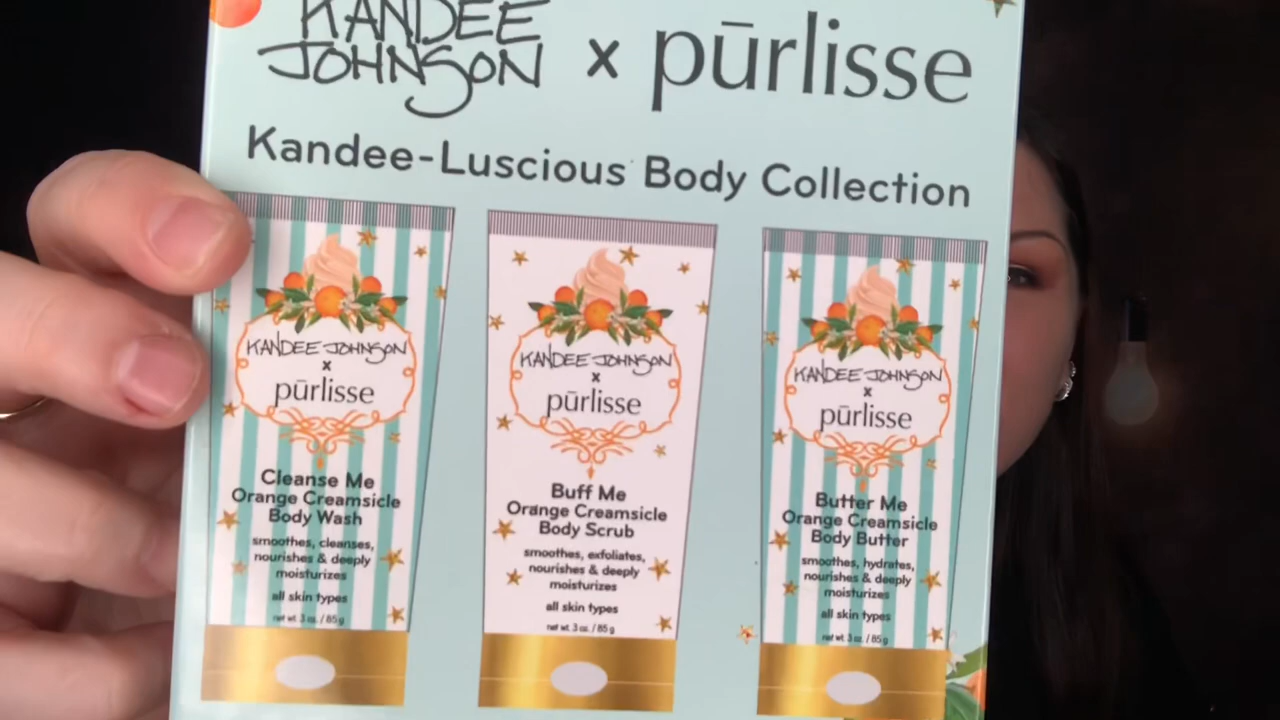 KANDEE
JOHNSON x pūrlisse
Kandee-Luscious Body Collection
KANDEE JOHNSON
x
pūrlisse
Cleanse Me
Orange Creamsicle
Body Wash
smoothes, cleanses,
nourishes & deeply
moisturizes
all skin types
net wt. 3 oz. / 85 g
KANDEE JOHNSON
x
pūrlisse
Buff Me
Orange Creamsicle
Body Scrub
smoothes, exfoliates,
nourishes & deeply
moisturizes
all skin types
net wt. 3 oz. / 85 g
KANDEE JOHNSON
x
pūrlisse
Butter Me
Orange Creamsicle
Body Butter
smoothes, hydrates,
nourishes & deeply
moisturizes
all skin types
net wt. 3 oz. / 85 g